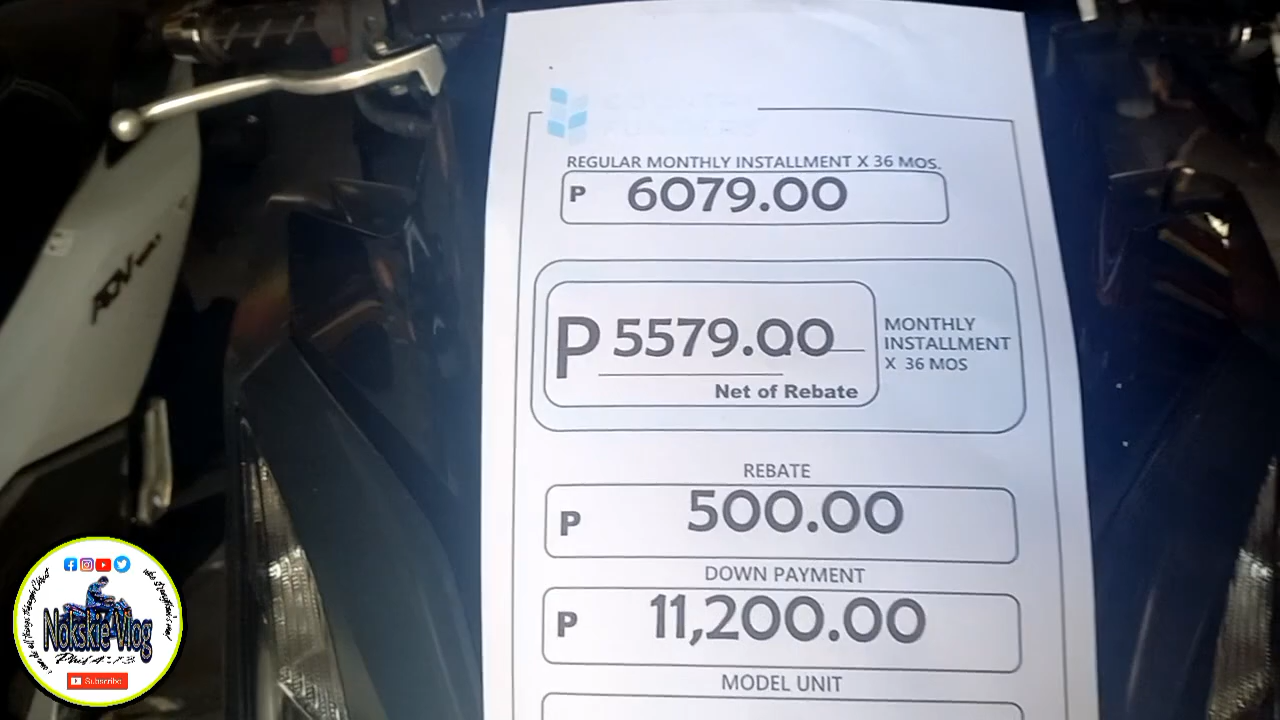 REGULAR MONTHLY INSTALLMENT X 36 MOS.
P 6079.00
P 5579.00
Net of Rebate
MONTHLY
INSTALLMENT
X 36 MOS
REBATE
P 500.00
DOWN PAYMENT
P 11,200.00
MODEL UNIT
ADV
Nokskie Vlog
Subscribe